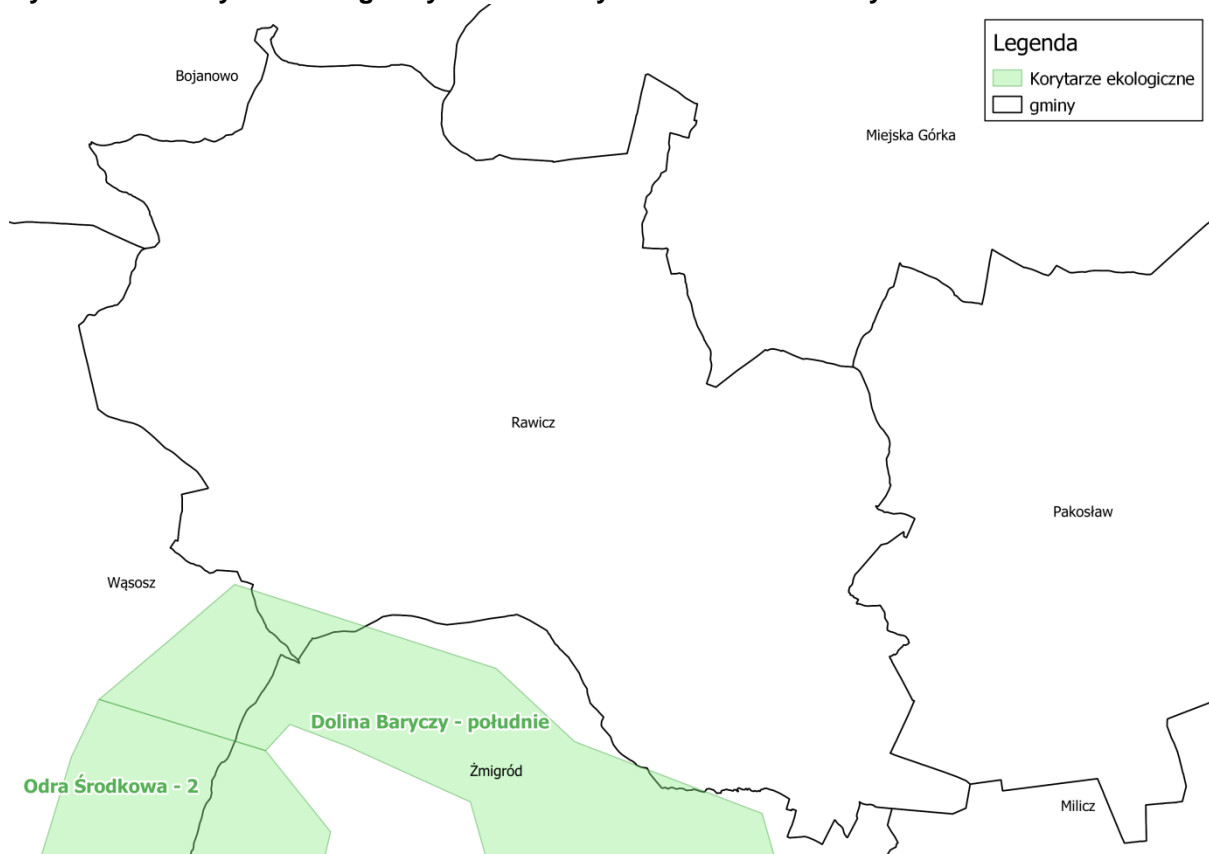 Legenda
Korytarze ekologiczne
gminy
Bojanowo
Miejska Górka
Rawicz
Pakosław
Wąsosz
Dolina Baryczy - południe
Żmigród
Odra Środkowa - 2
Milicz